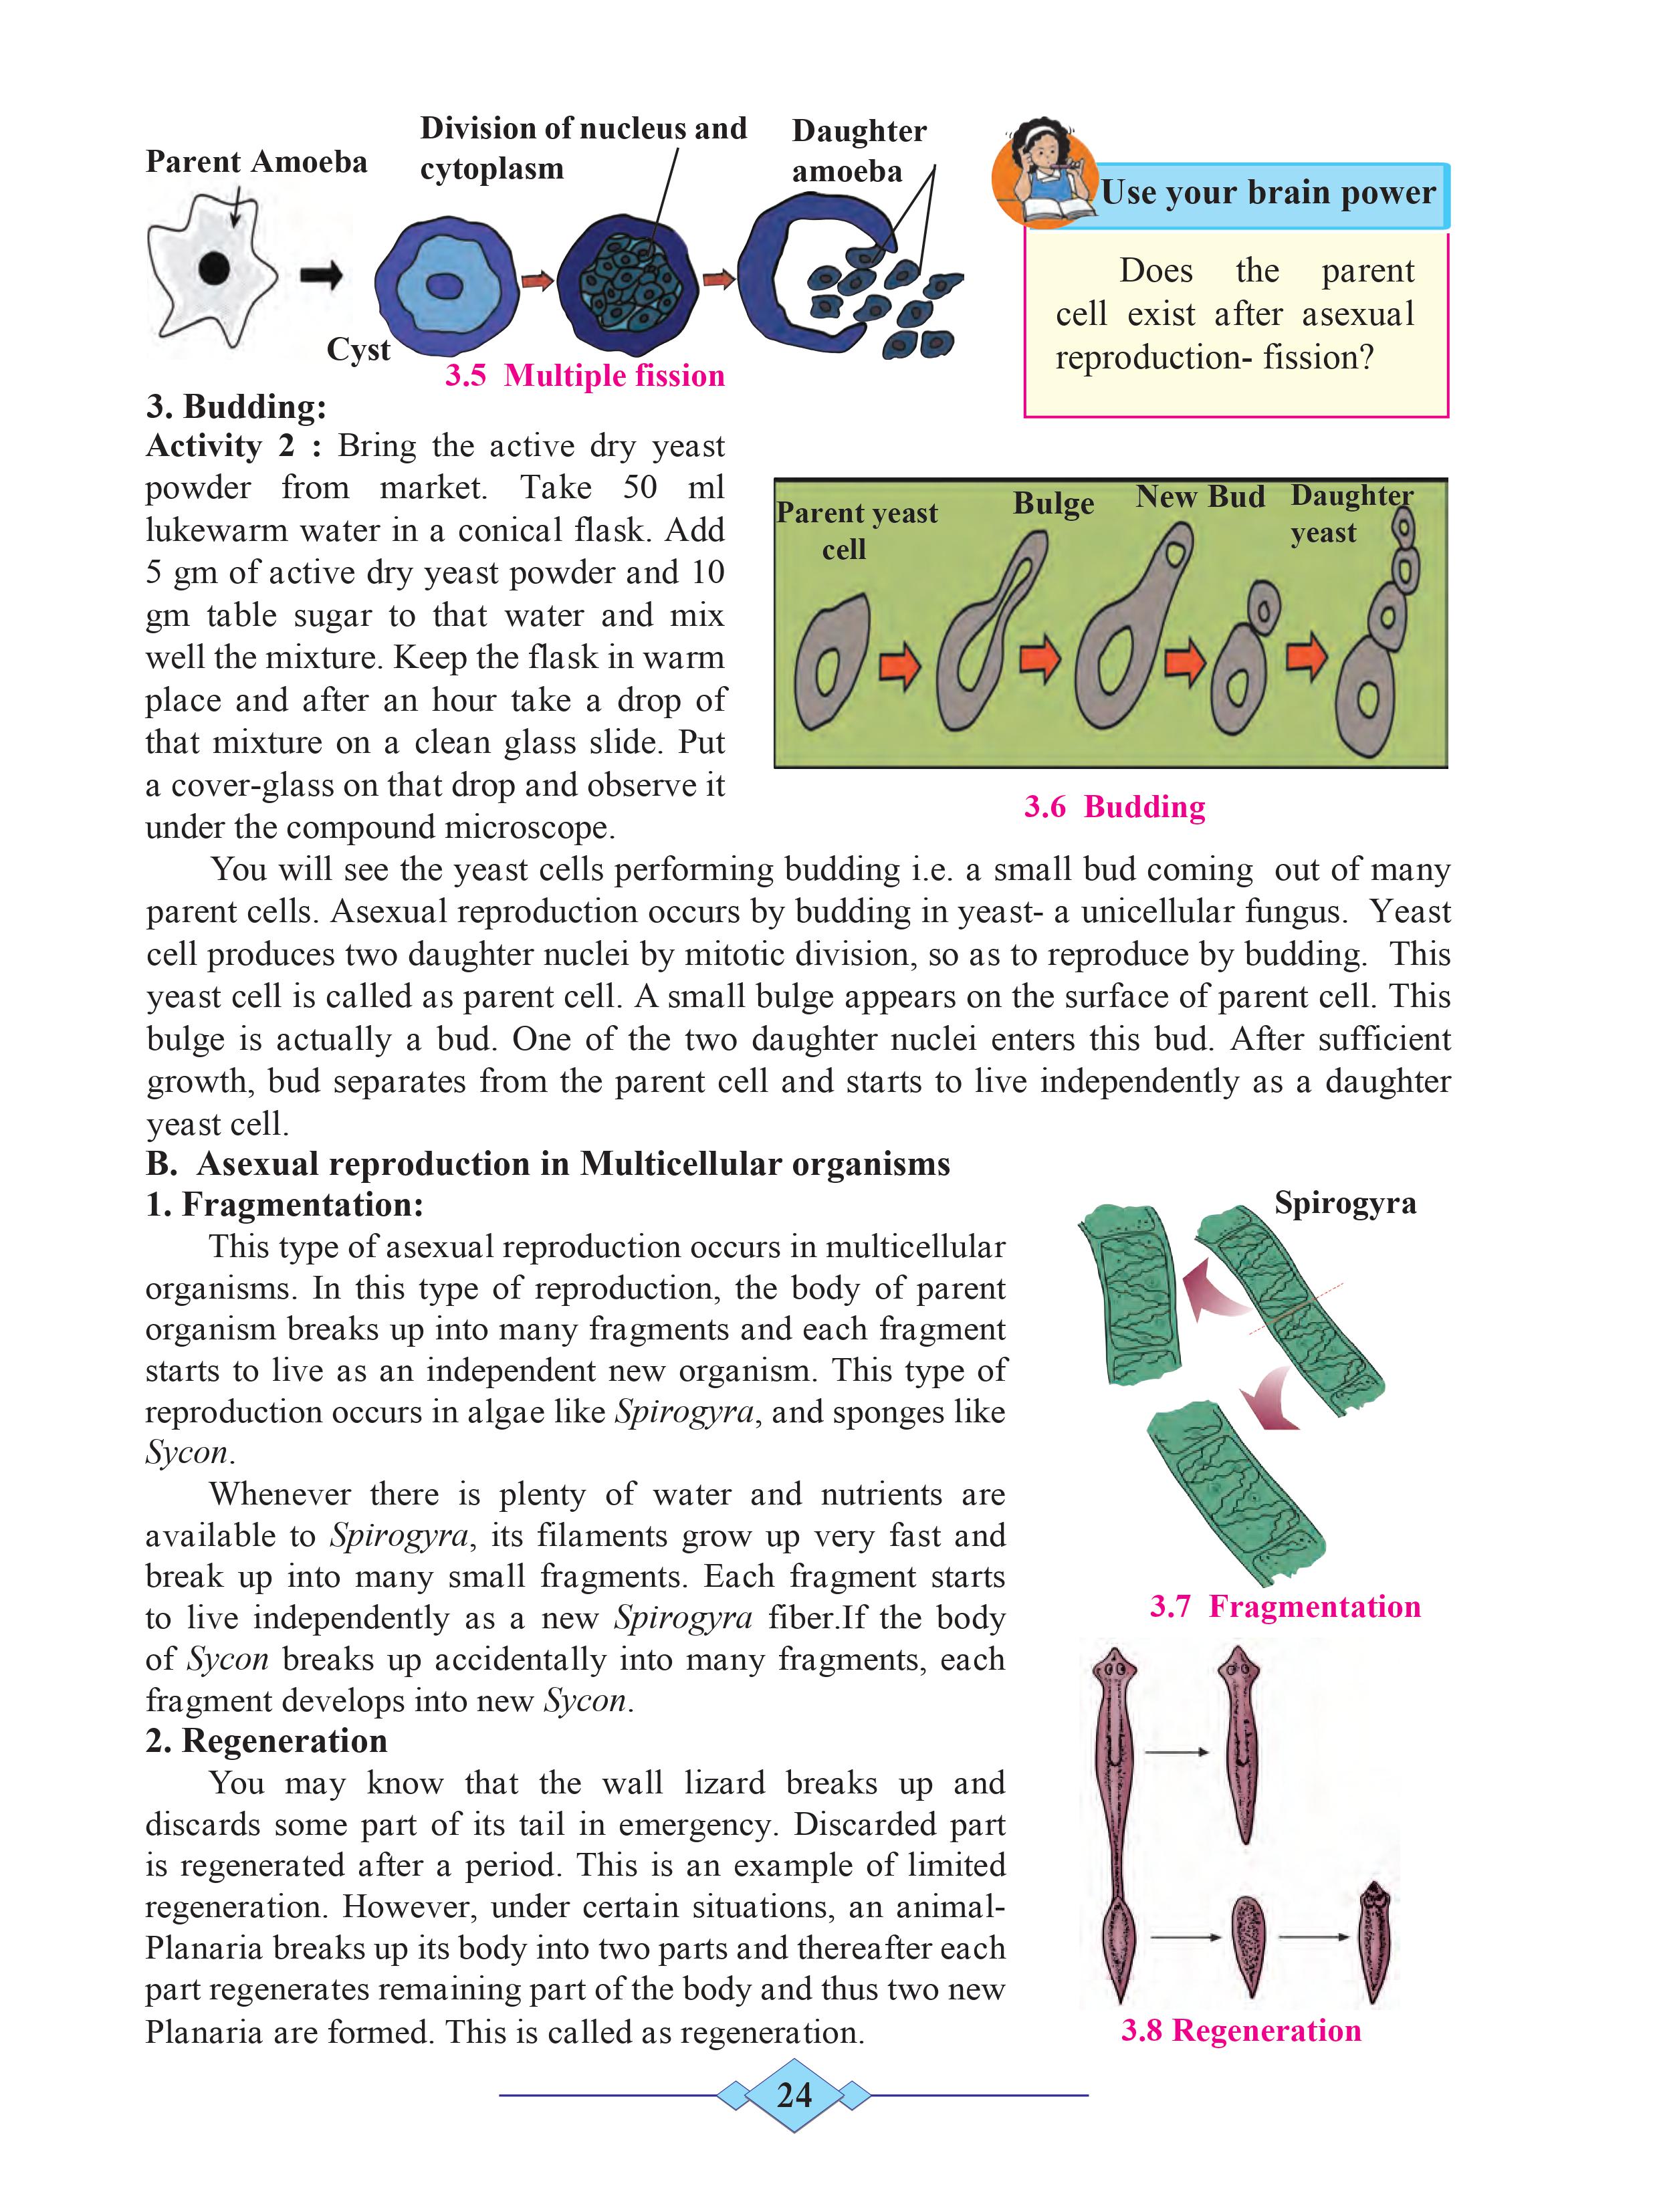 Parent Amoeba
Division of nucleus and
cytoplasm
Daughter
amoeba
Cyst
3.5 Multiple fission
Use your brain power
Does the parent
cell exist after asexual
reproduction- fission?
3. Budding:
Activity 2 : Bring the active dry yeast
powder from market. Take 50 ml
lukewarm water in a conical flask. Add
5 gm of active dry yeast powder and 10
gm table sugar to that water and mix
well the mixture. Keep the flask in warm
place and after an hour take a drop of
that mixture on a clean glass slide. Put
a cover-glass on that drop and observe it
under the compound microscope.
Parent yeast
cell
Bulge
New Bud
Daughter
yeast
3.6 Budding
You will see the yeast cells performing budding i.e. a small bud coming out of many
parent cells. Asexual reproduction occurs by budding in yeast- a unicellular fungus. Yeast
cell produces two daughter nuclei by mitotic division, so as to reproduce by budding. This
yeast cell is called as parent cell. A small bulge appears on the surface of parent cell. This
bulge is actually a bud. One of the two daughter nuclei enters this bud. After sufficient
growth, bud separates from the parent cell and starts to live independently as a daughter
yeast cell.
B. Asexual reproduction in Multicellular organisms
1. Fragmentation:
This type of asexual reproduction occurs in multicellular
organisms. In this type of reproduction, the body of parent
organism breaks up into many fragments and each fragment
starts to live as an independent new organism. This type of
reproduction occurs in algae like Spirogyra, and sponges like
Sycon.
Whenever there is plenty of water and nutrients are
available to Spirogyra, its filaments grow up very fast and
break up into many small fragments. Each fragment starts
to live independently as a new Spirogyra fiber.If the body
of Sycon breaks up accidentally into many fragments, each
fragment develops into new Sycon.
Spirogyra
3.7 Fragmentation
2. Regeneration
You may know that the wall lizard breaks up and
discards some part of its tail in emergency. Discarded part
is regenerated after a period. This is an example of limited
regeneration. However, under certain situations, an animal-
Planaria breaks up its body into two parts and thereafter each
part regenerates remaining part of the body and thus two new
Planaria are formed. This is called as regeneration.
3.8 Regeneration
24